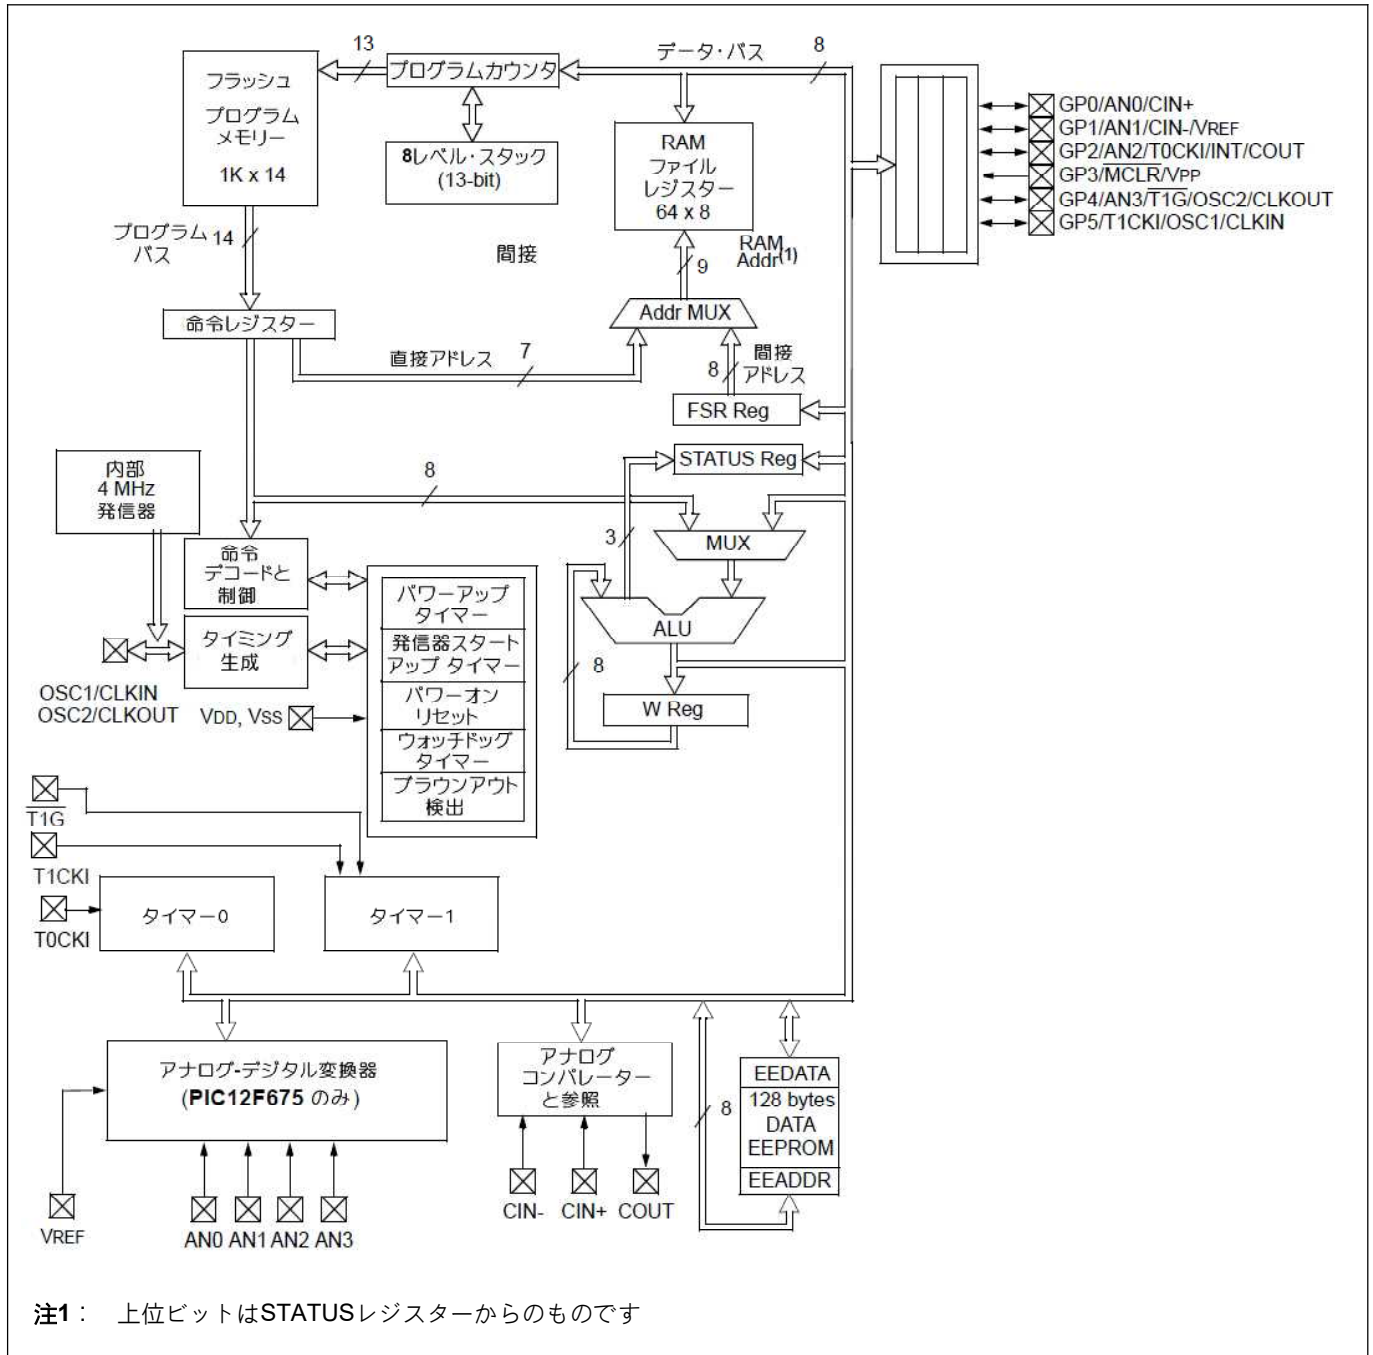 13
データ・バス
8
フラッシュ
プログラム
メモリー
1K x 14
プログラムカウンタ
8レベル・スタック
(13-bit)
RAM
ファイル
レジスター
64 x 8
GP0/AN0/CIN+
GP1/AN1/CIN-/VREF
GP2/AN2/T0CKI/INT/COUT
GP3/MCLR/VPP
GP4/AN3/T1G/OSC2/CLKOUT
GP5/T1CKI/OSC1/CLKIN
プログラム
バス
14
間接
RAM
Addr(1)
9
命令レジスター
Addr MUX
直接アドレス
7
8
間接
アドレス
FSR Reg
STATUS Reg
内部
4 MHz
発信器
8
3
MUX
命令
デコードと
制御
パワーアップ
タイマー
ALU
タイミング
生成
発信器スタート
アップ タイマー
8
OSC1/CLKIN
OSC2/CLKOUT
VDD, VSS
パワーオン
リセット
W Reg
ウォッチドッグ
タイマー
ブラウンアウト
検出
T1G
T1CKI
T0CKI
タイマー0
タイマー1
アナログ-デジタル変換器
(PIC12F675 のみ)
アナログ
コンパレーター
と参照
EEDATA
128 bytes
DATA
EEPROM
EEADDR
8
VREF
AN0 AN1 AN2 AN3
CIN- CIN+ COUT
注1： 上位ビットはSTATUSレジスターからのものです